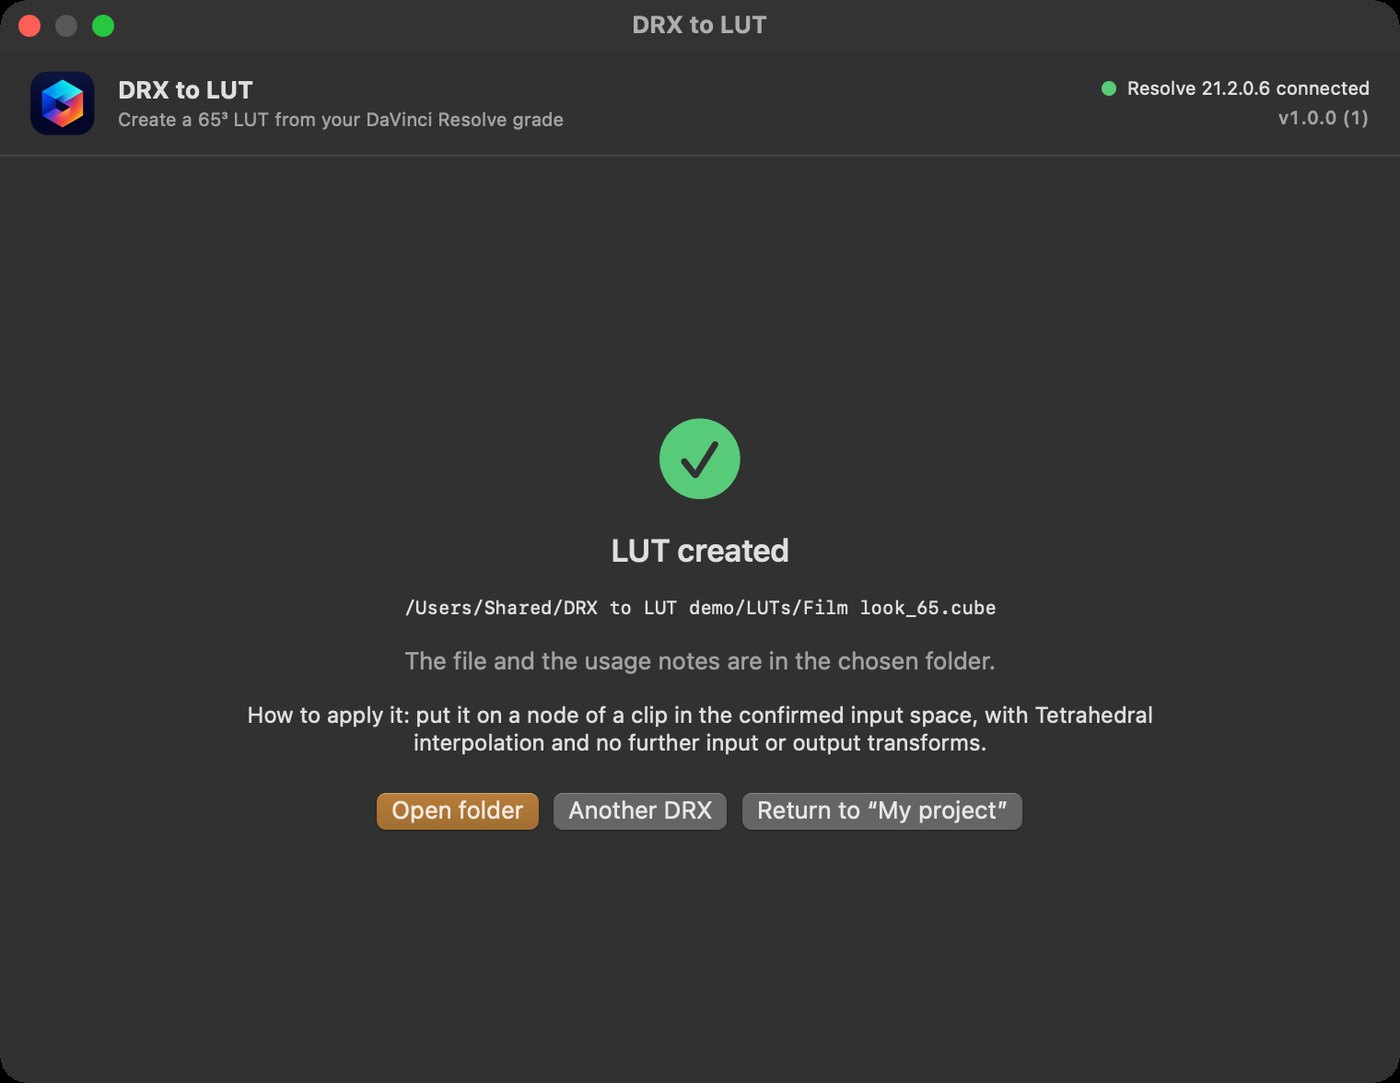 DRX to LUT
DRX to LUT
Create a 65³ LUT from your DaVinci Resolve grade
Resolve 21.2.0.6 connected
v1.0.0 (1)
LUT created
/Users/Shared/DRX to LUT demo/LUTs/Film look_65.cube
The file and the usage notes are in the chosen folder.
How to apply it: put it on a node of a clip in the confirmed input space, with Tetrahedral
interpolation and no further input or output transforms.
Open folder
Another DRX
Return to “My project”